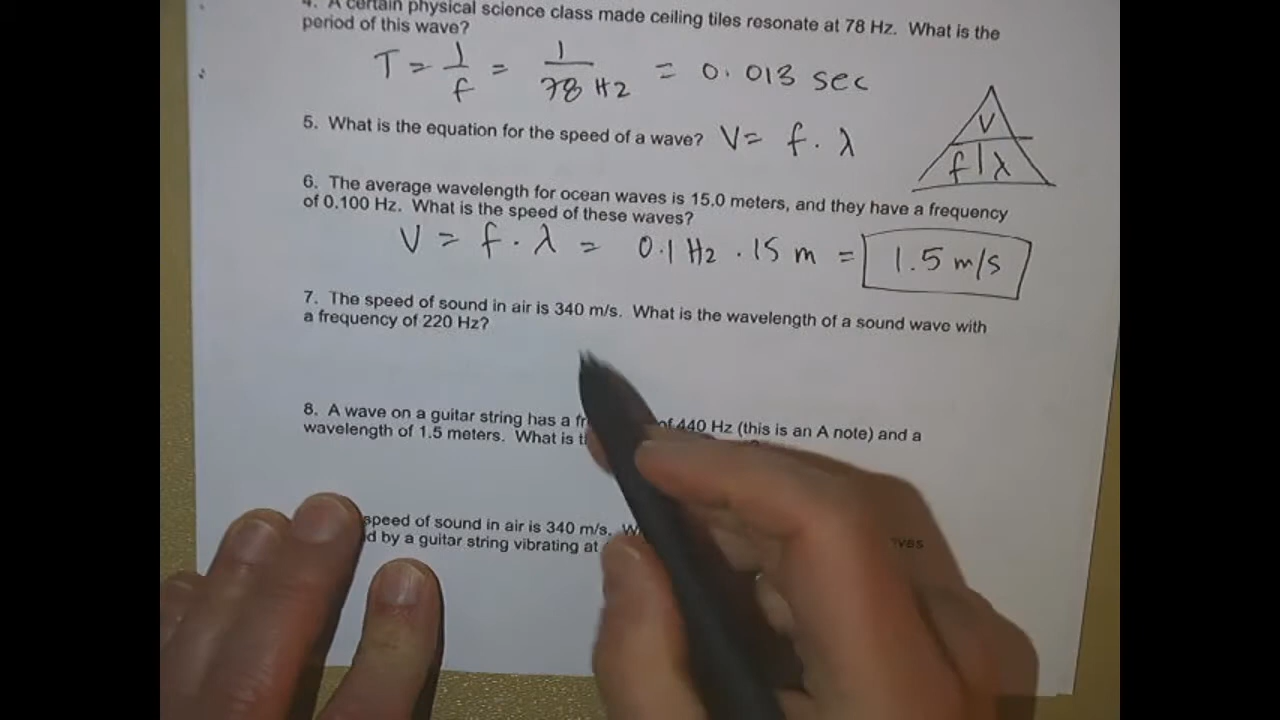 4. A certain physical science class made ceiling tiles resonate at 78 Hz. What is the
period of this wave?
T = 1/f = 1/78 Hz = 0.013 sec
5. What is the equation for the speed of a wave? V = f · λ
V
f | λ
6. The average wavelength for ocean waves is 15.0 meters, and they have a frequency
of 0.100 Hz. What is the speed of these waves?
V = f · λ = 0.1 Hz · 15 m = 1.5 m/s
7. The speed of sound in air is 340 m/s. What is the wavelength of a sound wave with
a frequency of 220 Hz?
8. A wave on a guitar string has a of 440 Hz (this is an A note) and a
wavelength of 1.5 meters. What is
speed of sound in air is 340 m/s.
by a guitar string vibrating at